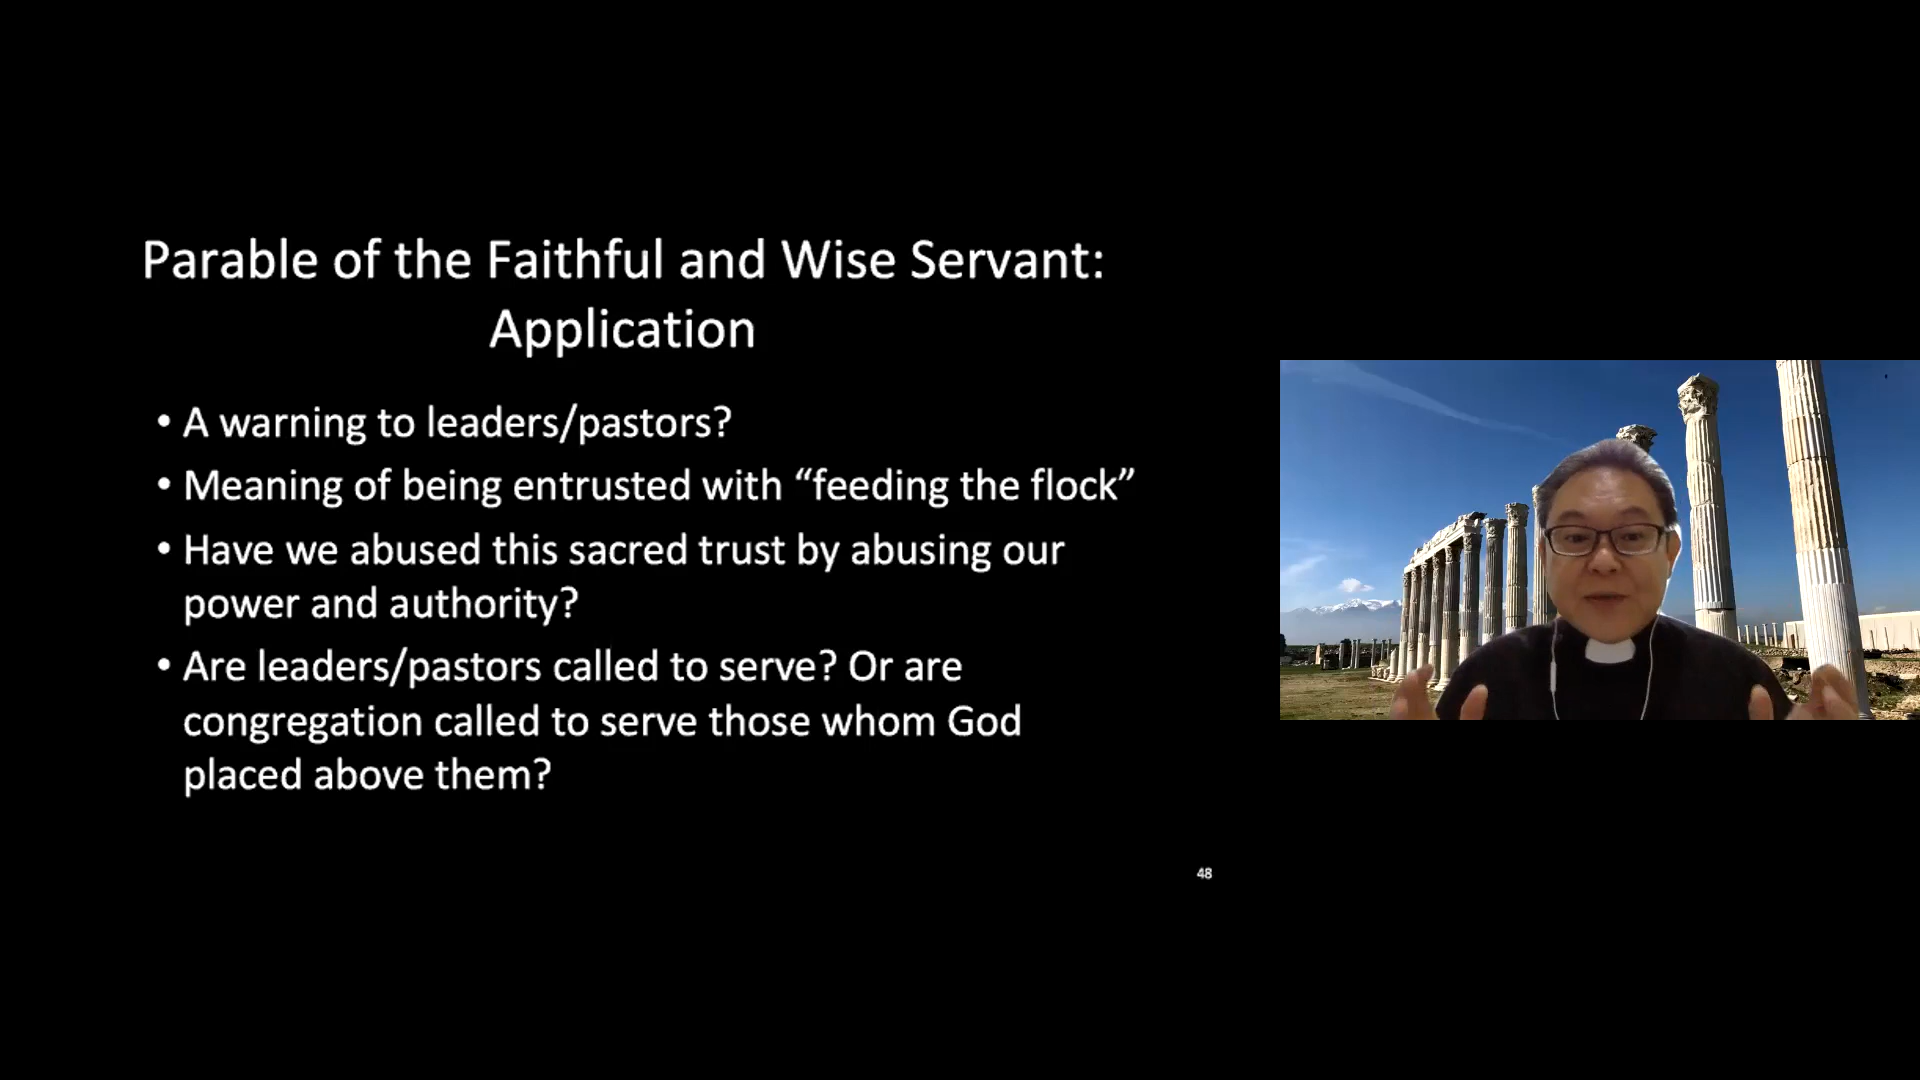 Parable of the Faithful and Wise Servant:
Application
• A warning to leaders/pastors?
• Meaning of being entrusted with “feeding the flock”
• Have we abused this sacred trust by abusing our
power and authority?
• Are leaders/pastors called to serve? Or are
congregation called to serve those whom God
placed above them?
48